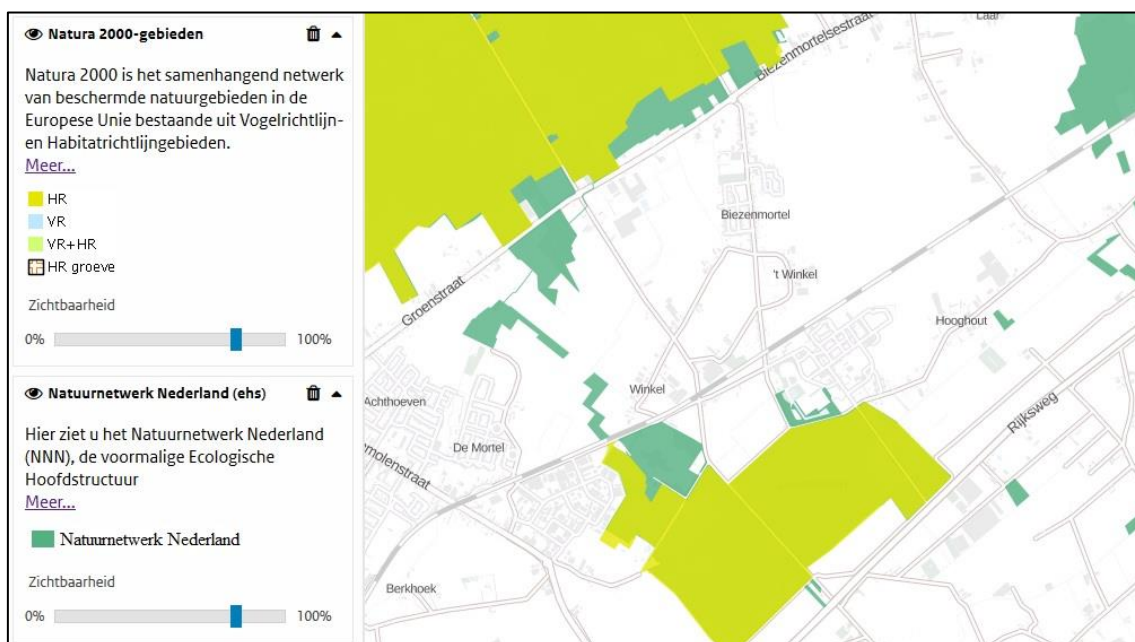 Natura 2000-gebieden
Natura 2000 is het samenhangend netwerk
van beschermde natuurgebieden in de
Europese Unie bestaande uit Vogelrichtlijn-
en Habitatrichtlijngebieden.
Meer...
HR
VR
VR+HR
HR groeve
Zichtbaarheid
0% 100%
Natuurnetwerk Nederland (ehs)
Hier ziet u het Natuurnetwerk Nederland
(NNN), de voormalige Ecologische
Hoofdstructuur
Meer...
Natuurnetwerk Nederland
Zichtbaarheid
0% 100%
Laar
Biezenmortelsestraat
Biezenmortel
't Winkel
Groenstraat
Hooghout
Winkel
Achthoeven
De Mortel
Rijksweg
molenstraat
Berkhoek